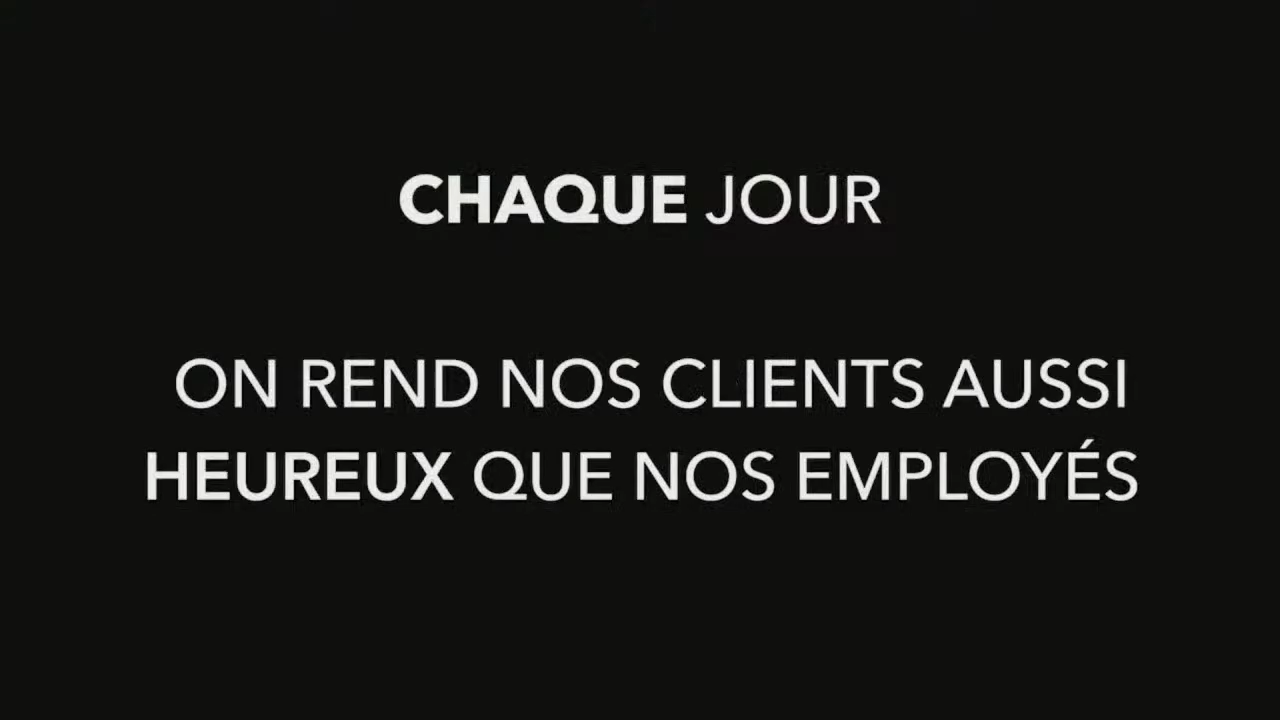 CHAQUE JOUR
ON REND NOS CLIENTS AUSSI
HEUREUX QUE NOS EMPLOYÉS